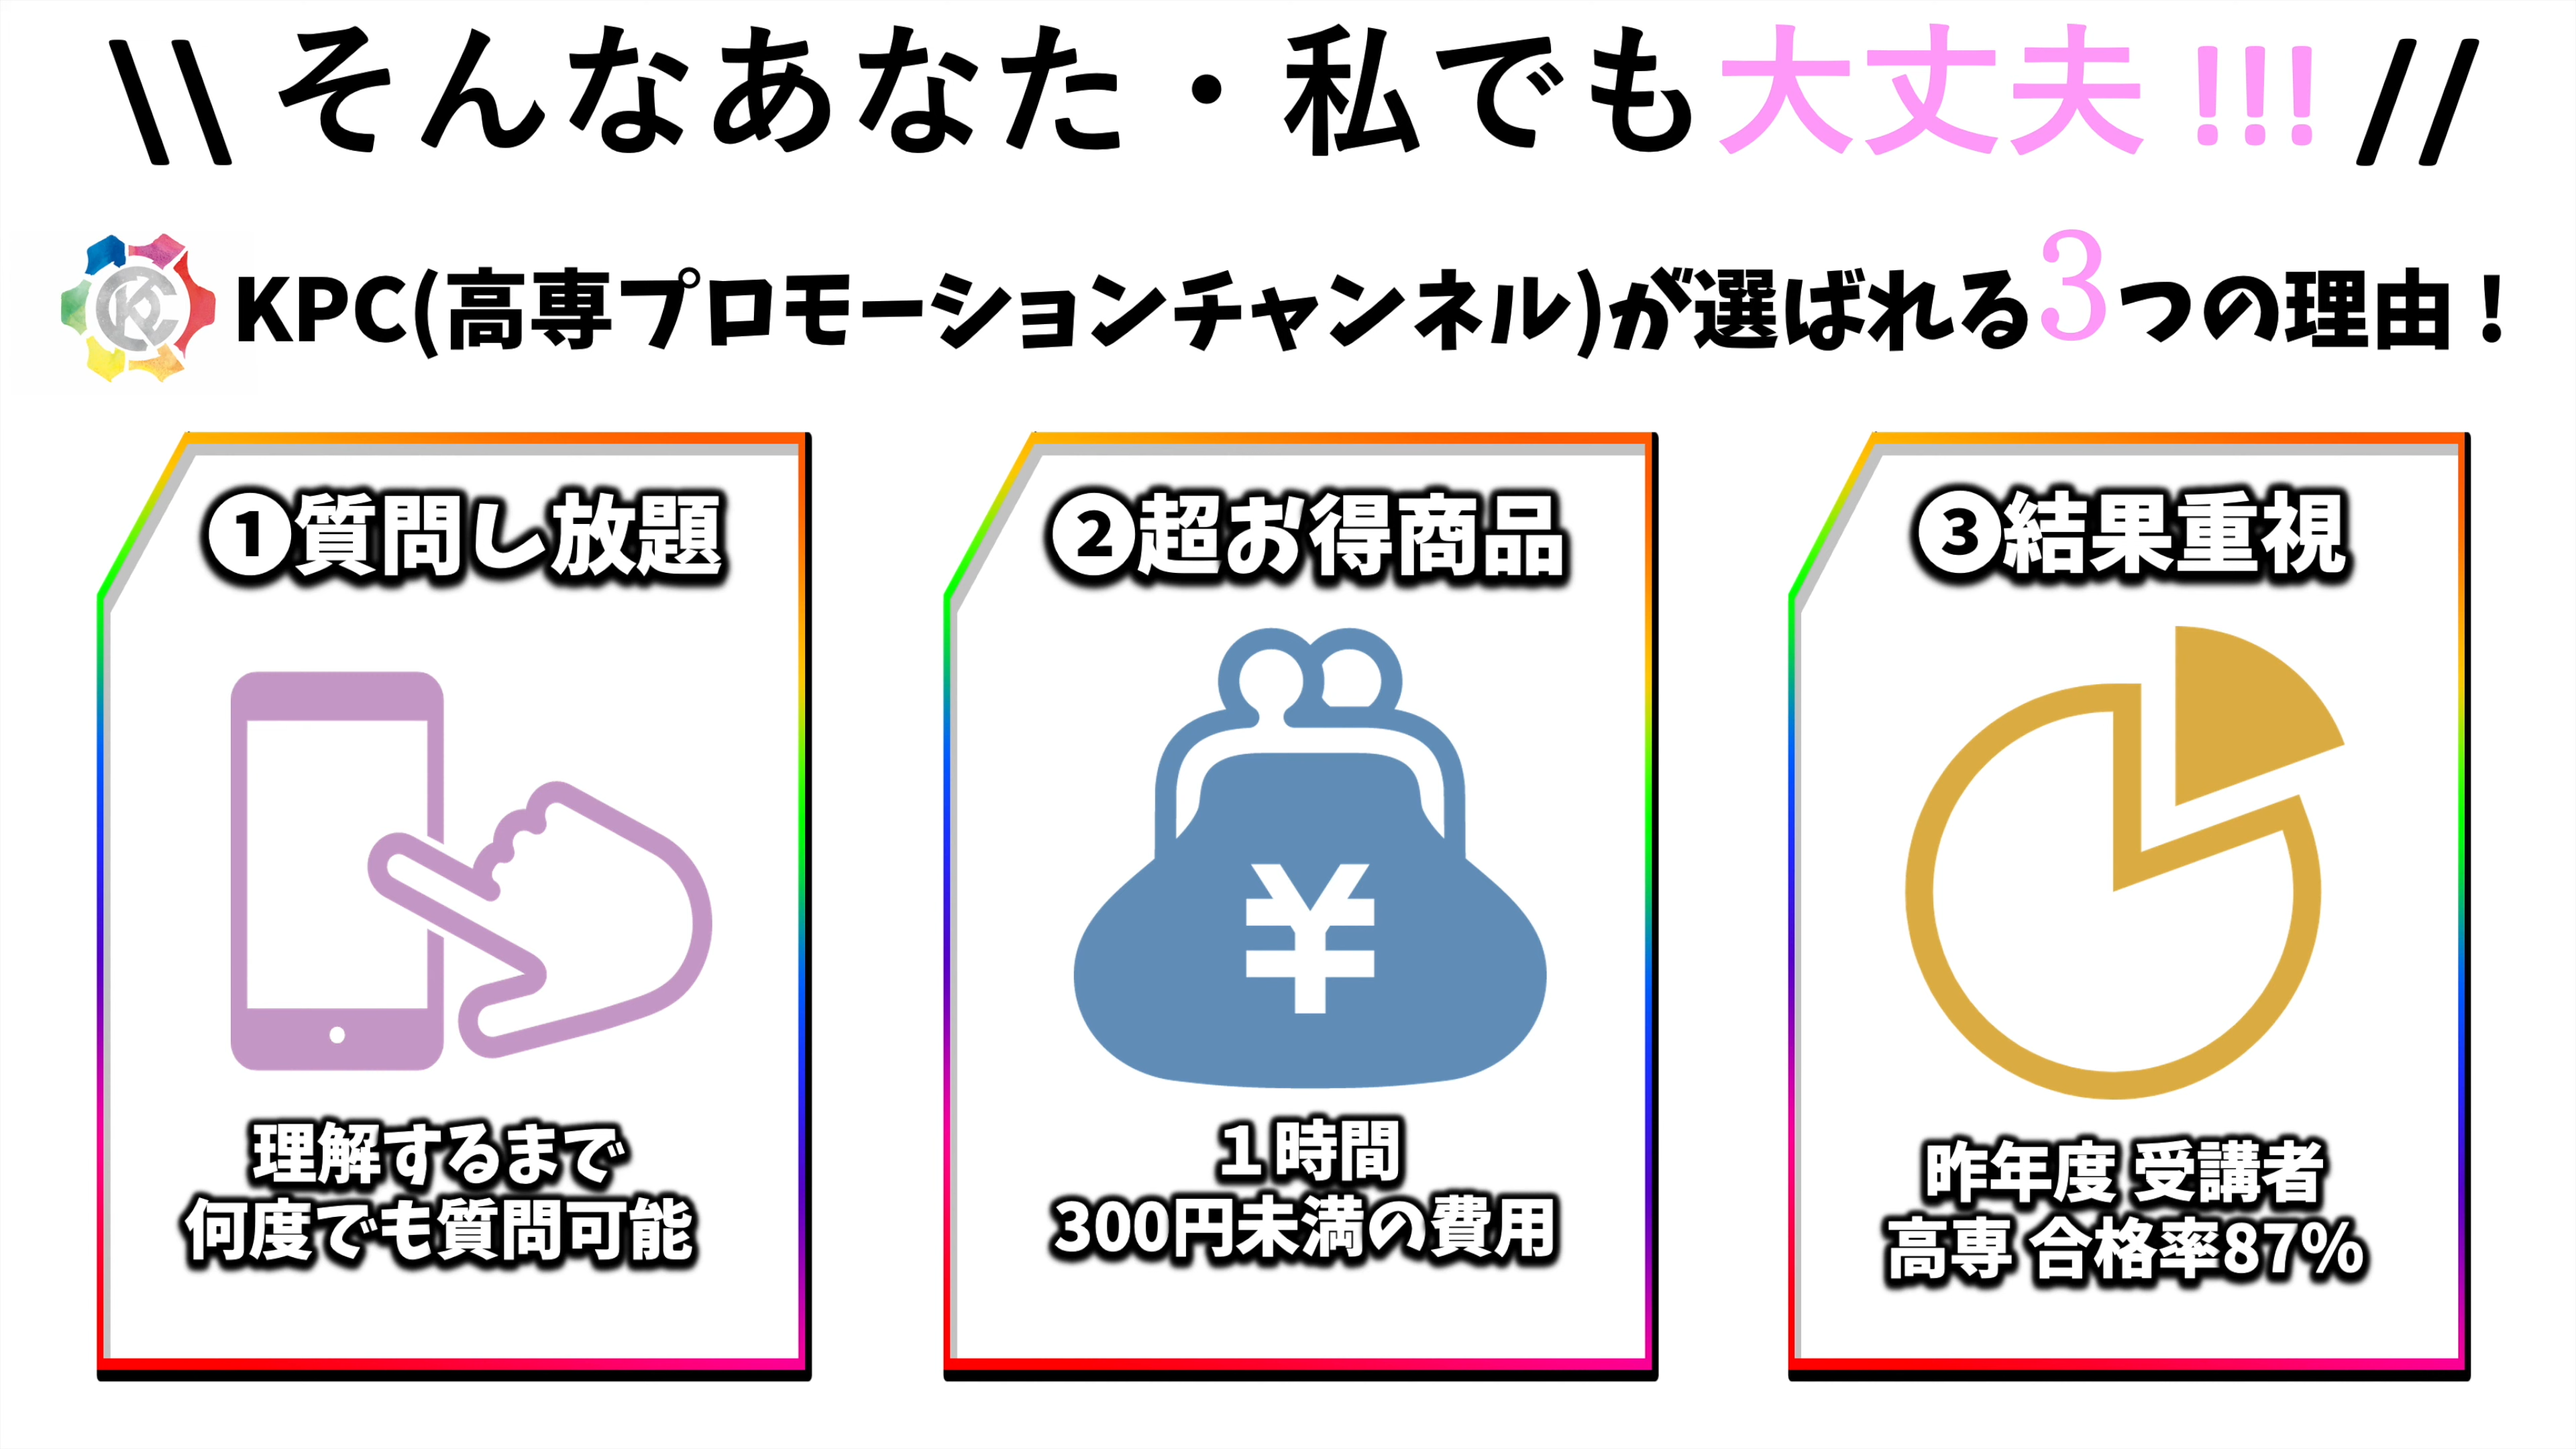 \\ そんなあなた・私でも大丈夫!!! //
KPC
KPC(高専プロモーションチャンネル)が選ばれる3つの理由！
❶質問し放題
理解するまで
何度でも質問可能
❷超お得商品
¥
１時間
300円未満の費用
❸結果重視
昨年度 受講者
高専 合格率87%